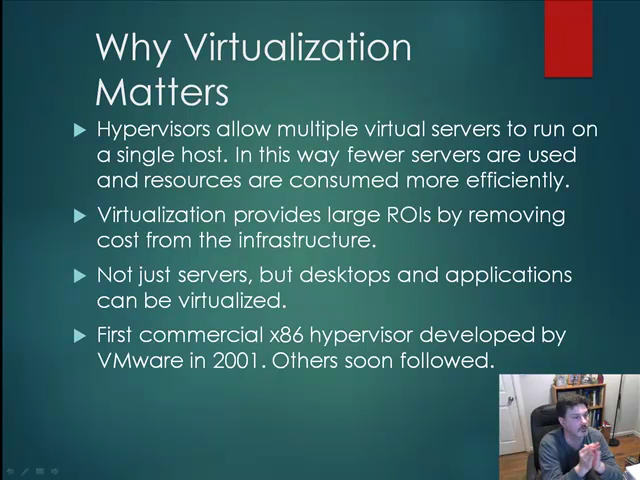 Why Virtualization
Matters
Hypervisors allow multiple virtual servers to run on
a single host. In this way fewer servers are used
and resources are consumed more efficiently.
Virtualization provides large ROIs by removing
cost from the infrastructure.
Not just servers, but desktops and applications
can be virtualized.
First commercial x86 hypervisor developed by
VMware in 2001. Others soon followed.